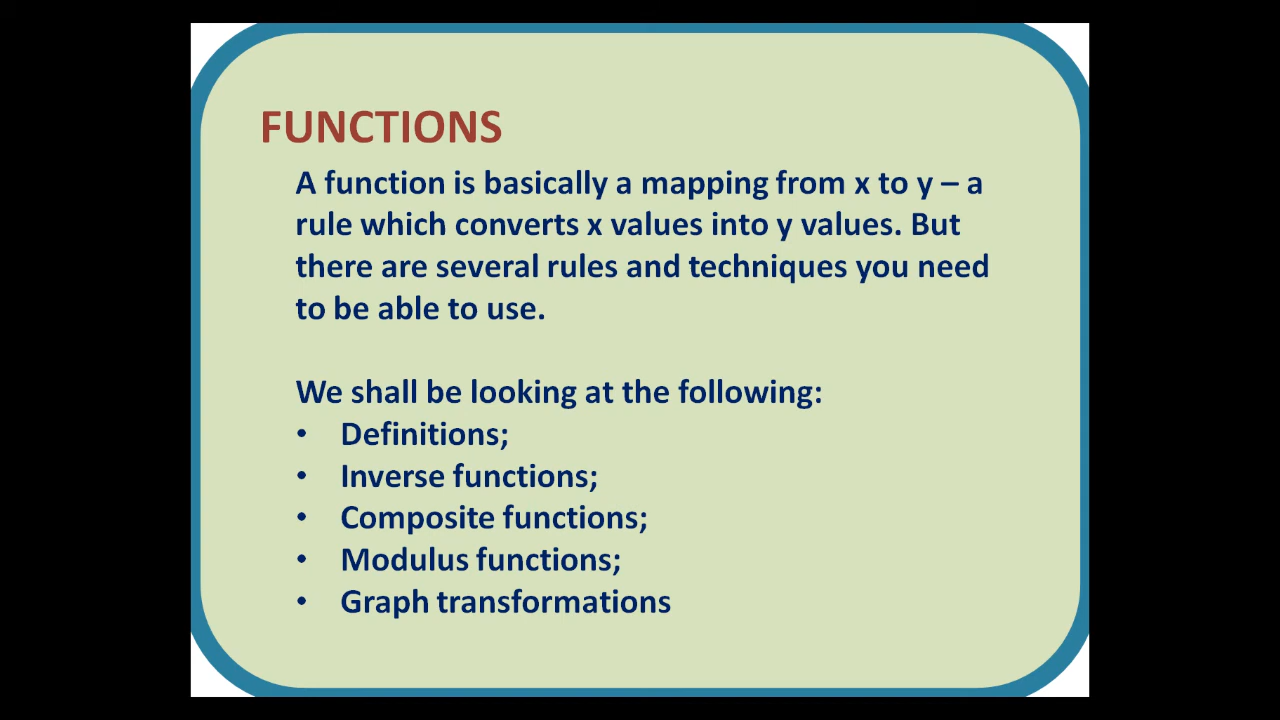 FUNCTIONS
A function is basically a mapping from x to y – a
rule which converts x values into y values. But
there are several rules and techniques you need
to be able to use.
We shall be looking at the following:
• Definitions;
• Inverse functions;
• Composite functions;
• Modulus functions;
• Graph transformations